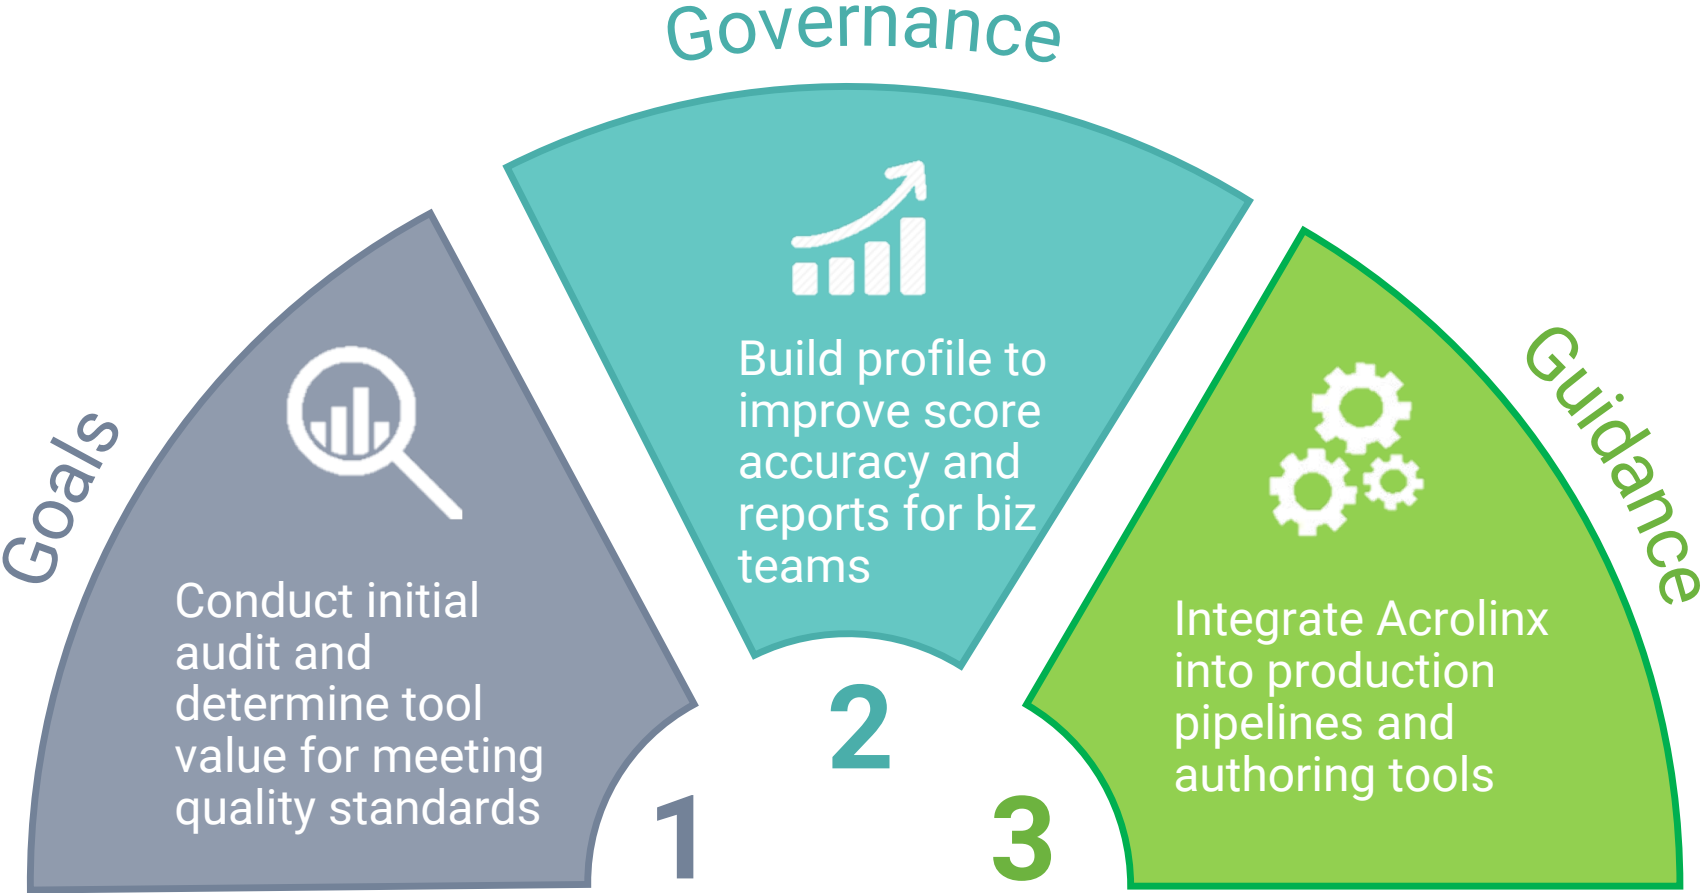 Goals
Conduct initial
audit and
determine tool
value for meeting
quality standards
1
Governance
Build profile to
improve score
accuracy and
reports for biz
teams
2
Guidance
Integrate Acrolinx
into production
pipelines and
authoring tools
3